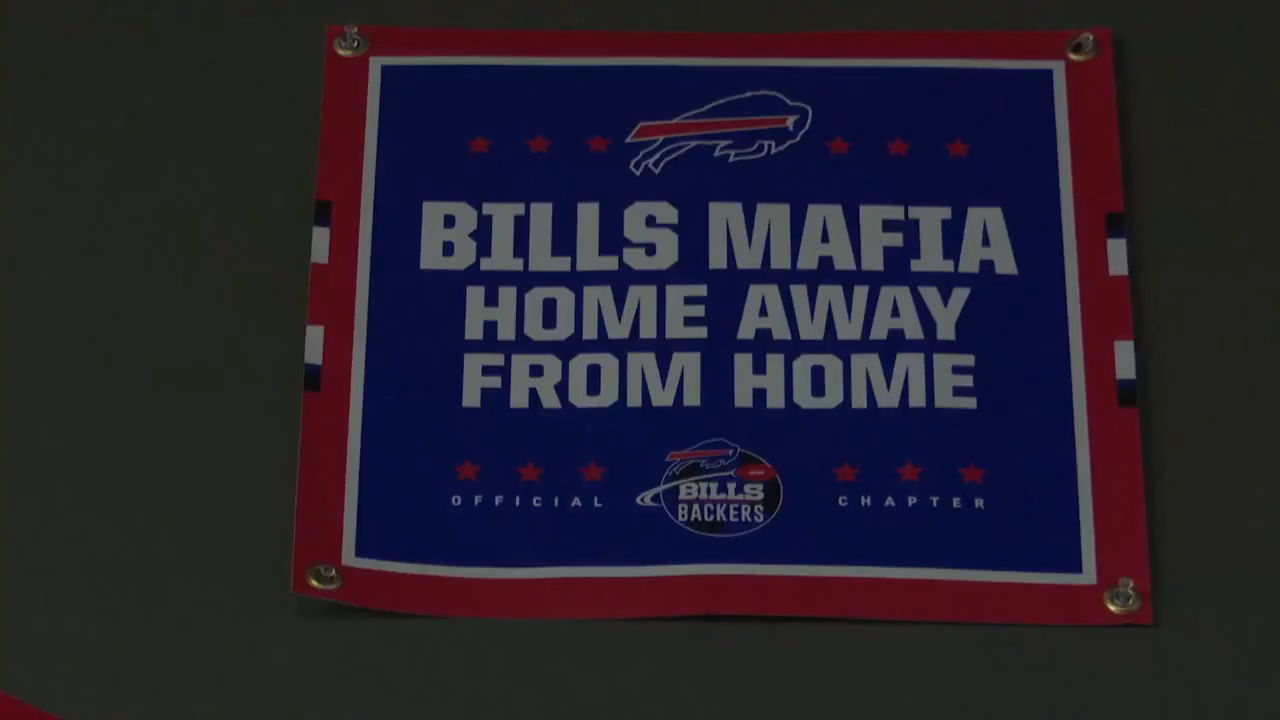 BILLS MAFIA
HOME AWAY
FROM HOME
OFFICIAL
BILLS
BACKERS
CHAPTER